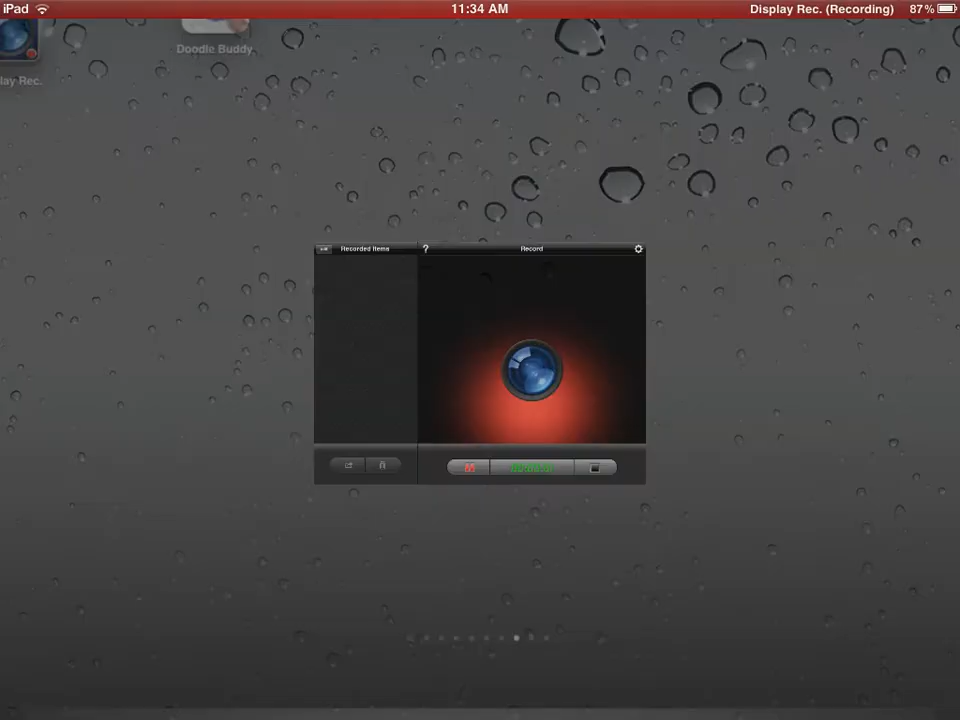 iPad 11:34 AM Display Rec. (Recording) 87%
Doodle Buddy
lay Rec.
Recorded Items ? Record